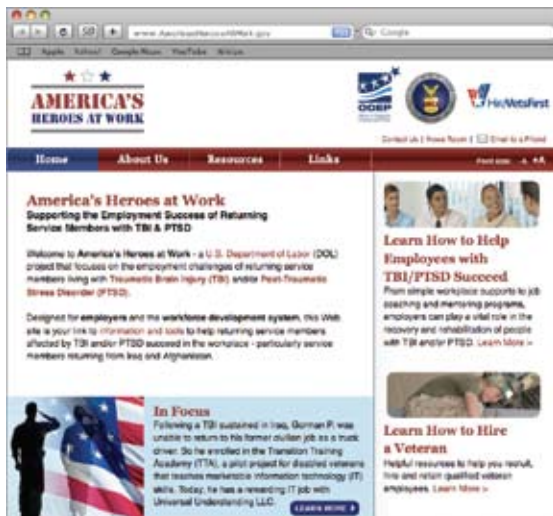 www.AmericasHeroesAtWork.gov
Google
Apple Yahoo! Google Maps YouTube
AMERICA'S
HEROES AT WORK
ODEP
HireVetsFirst
Contact Us | News Room | Email to a Friend
Home About Us Resources Links
Font size: -A +A
America's Heroes at Work
Supporting the Employment Success of Returning
Service Members with TBI & PTSD
Welcome to America's Heroes at Work - a U.S. Department of Labor (DOL)
project that focuses on the employment challenges of returning service
members living with Traumatic Brain Injury (TBI) and/or Post-Traumatic
Stress Disorder (PTSD).
Designed for employers and the workforce development system, this Web
site is your link to information and tools to help returning service members
affected by TBI and/or PTSD succeed in the workplace - particularly service
members returning from Iraq and Afghanistan.
In Focus
Following a TBI sustained in Iraq, Gorman P. was
unable to return to his former civilian job as a truck
driver. So he enrolled in the Transition Training
Academy (TTA), a pilot project for disabled veterans
that teaches marketable information technology (IT)
skills. Today, he has a rewarding IT job with
Universal Understanding LLC.
LEARN MORE
Learn How to Help
Employees with
TBI/PTSD Succeed
From simple workplace supports to job
coaching and mentoring programs,
employers can play a vital role in the
recovery and rehabilitation of people
with TBI and/or PTSD. Learn More »
Learn How to Hire
a Veteran
Helpful resources to help you recruit,
hire and retain qualified veteran
employees. Learn More »